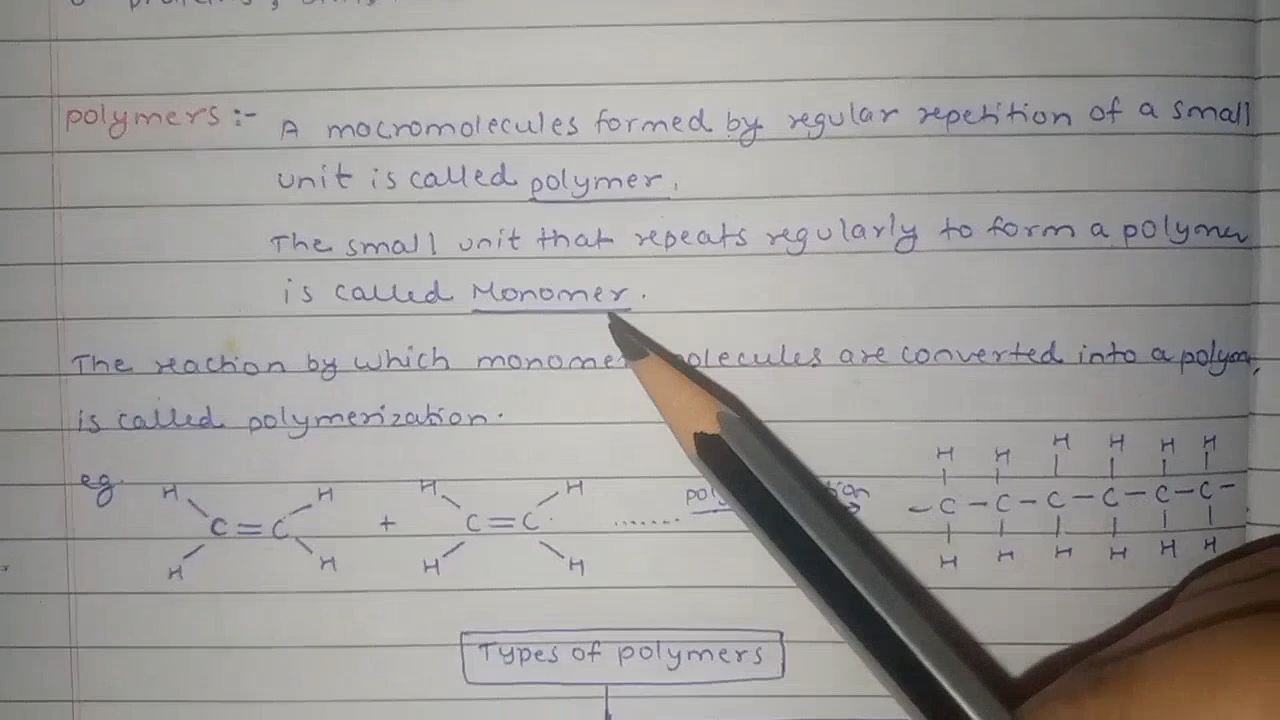 polymers :- A mocromolecules formed by regular repetition of a small
unit is called polymer.
The small unit that repeats regularly to form a polymer
is called Monomer.
The reaction by which monomer molecules are converted into a
is called polymerization.
eg
H H H H H H H H H H
C = C + C = C ....... - C - C - C - C - C - C -
H H H H H H H H H H
Types of polymers